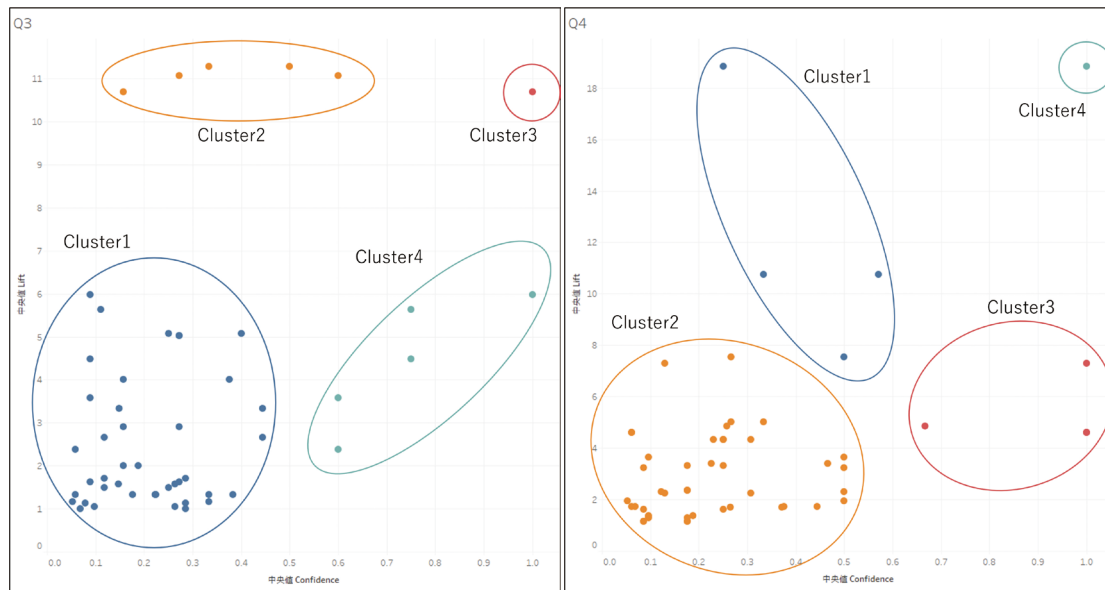 Q3
Cluster2
Cluster3
Cluster1
Cluster4
11
10
9
8
7
6
5
4
3
2
1
0
中央値 Lift
0.0 0.1 0.2 0.3 0.4 0.5 0.6 0.7 0.8 0.9 1.0
中央値 Confidence
Q4
Cluster1
Cluster4
Cluster3
Cluster2
18
16
14
12
10
8
6
4
2
0
中央値 Lift
0.0 0.1 0.2 0.3 0.4 0.5 0.6 0.7 0.8 0.9 1.0
中央値 Confidence